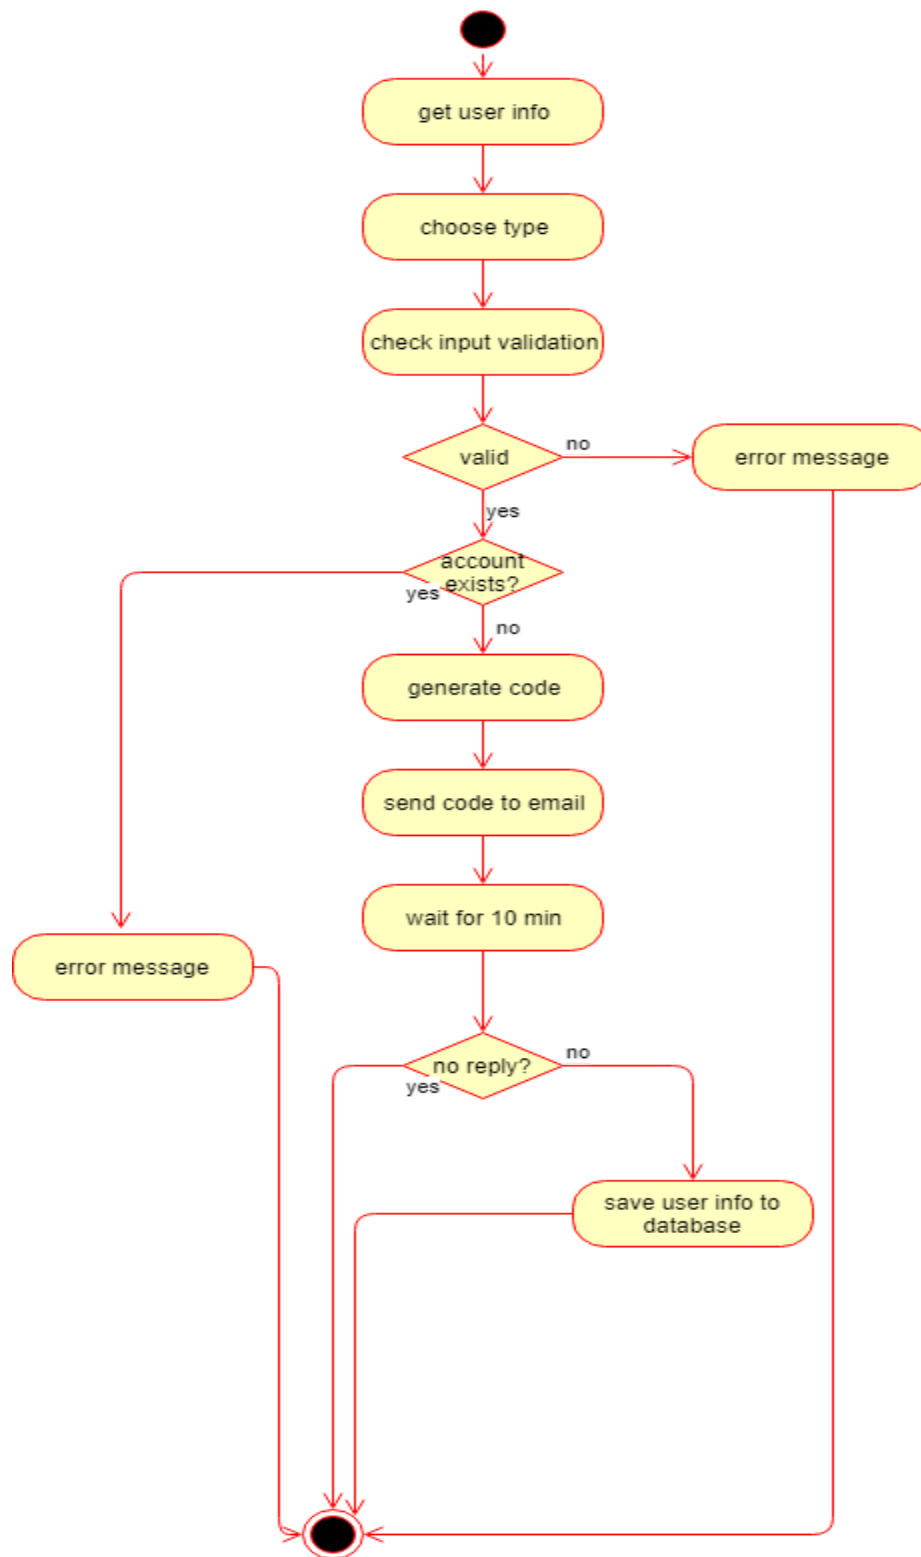 get user info
choose type
check input validation
valid
no
error message
yes
account
exists?
yes
no
generate code
send code to email
wait for 10 min
error message
no reply?
no
yes
save user info to
database